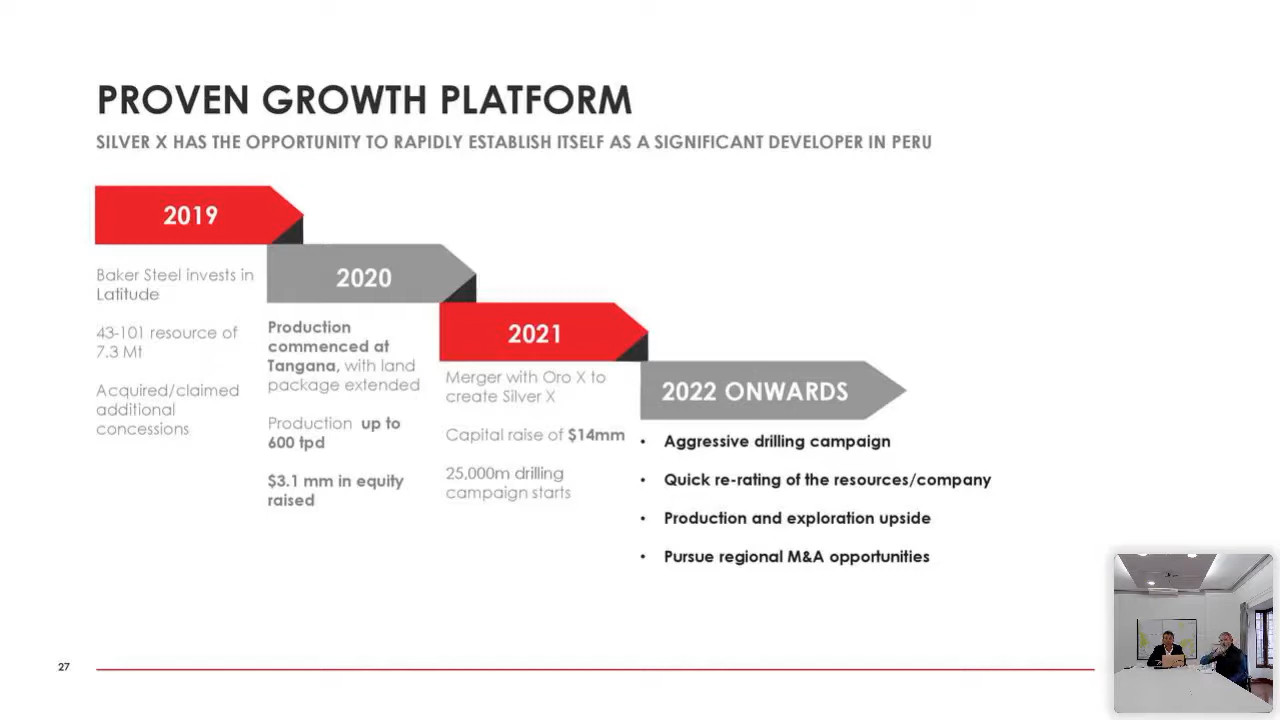 PROVEN GROWTH PLATFORM
SILVER X HAS THE OPPORTUNITY TO RAPIDLY ESTABLISH ITSELF AS A SIGNIFICANT DEVELOPER IN PERU
2019
Baker Steel invests in
Latitude
43-101 resource of
7.3 Mt
Acquired/claimed
additional
concessions
2020
Production
commenced at
Tangana, with land
package extended
Production up to
600 tpd
$3.1 mm in equity
raised
2021
Merger with Oro X to
create Silver X
Capital raise of $14mm
25,000m drilling
campaign starts
2022 ONWARDS
• Aggressive drilling campaign
• Quick re-rating of the resources/company
• Production and exploration upside
• Pursue regional M&A opportunities
27